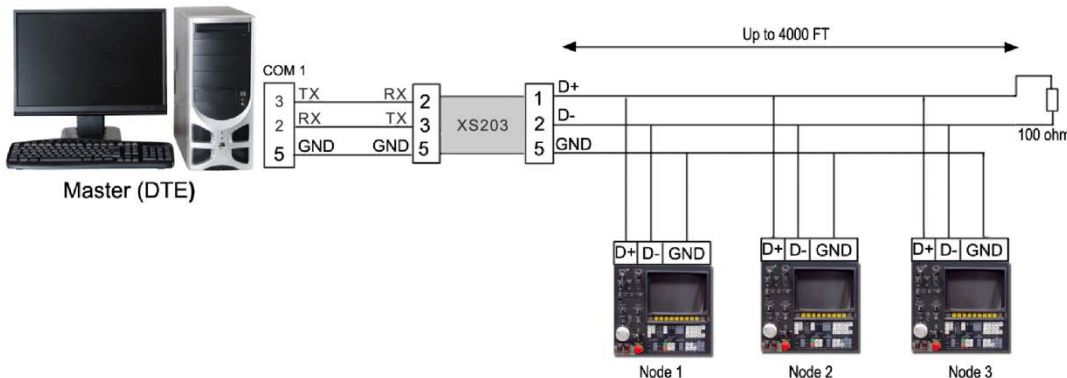 Up to 4000 FT
COM 1
3 TX RX 2 XS203 1 D+
2 RX TX 3 2 D-
5 GND GND 5 5 GND
100 ohm
Master (DTE)
D+ D- GND
D+ D- GND
D+ D- GND
Node 1
Node 2
Node 3